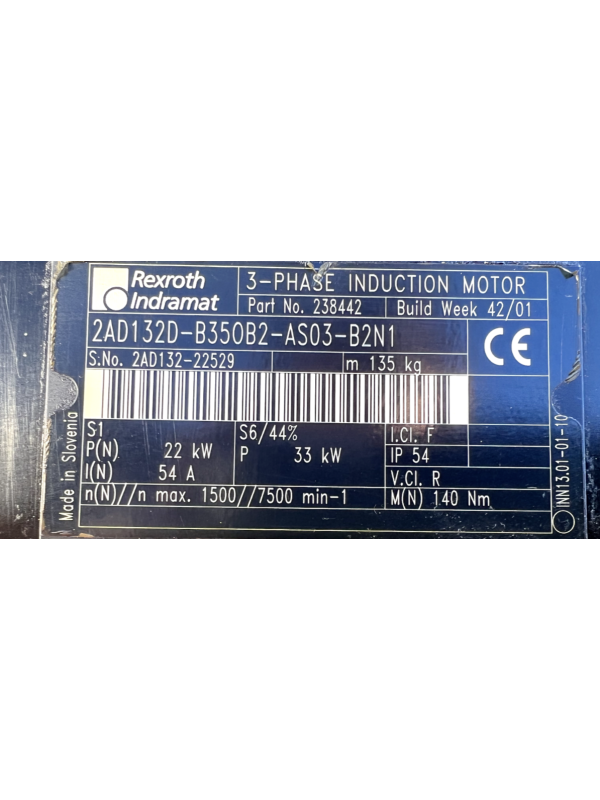 Rexroth
Indramat
3-PHASE INDUCTION MOTOR
Part No. 238442
Build Week 42/01
2AD132D-B350B2-AS03-B2N1
S.No. 2AD132-22529
m 135 kg
CE
S1
P(N) 22 kW
I(N) 54 A
S6/44%
P 33 kW
I.Cl. F
IP 54
V.Cl. R
n(N)//n max. 1500//7500 min-1
M(N) 140 Nm
Made in Slovenia
INN13.01-01-10